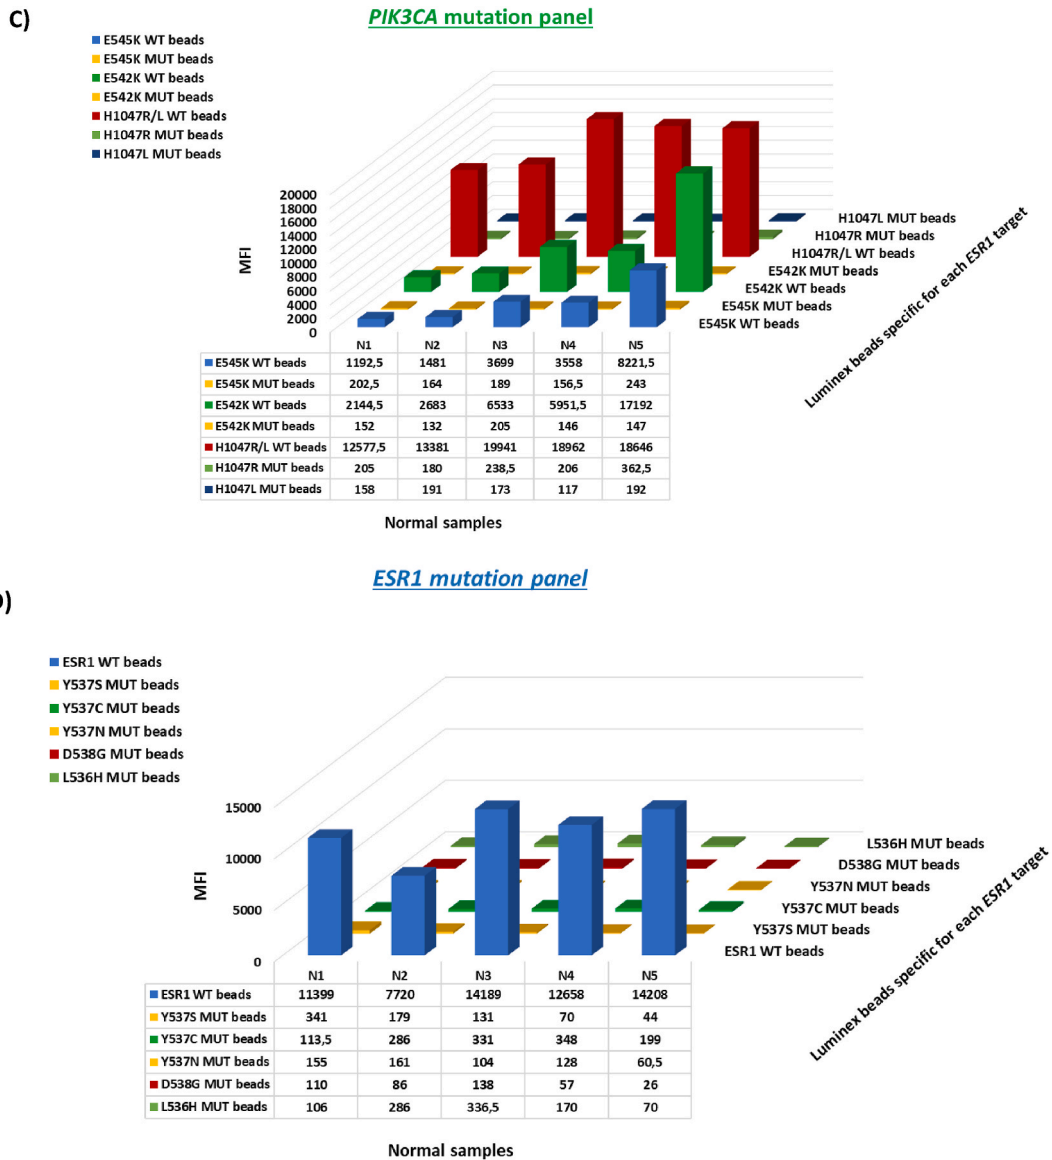 C)
PIK3CA mutation panel
E545K WT beads
E545K MUT beads
E542K WT beads
E542K MUT beads
H1047R/L WT beads
H1047R MUT beads
H1047L MUT beads
20000
18000
16000
14000
12000
10000
8000
6000
4000
2000
0
MFI
H1047L MUT beads
H1047R MUT beads
H1047R/L WT beads
E542K MUT beads
E542K WT beads
E545K MUT beads
E545K WT beads
Luminex beads specific for each ESR1 target
N1 N2 N3 N4 N5
E545K WT beads 1192,5 1481 3699 3558 8221,5
E545K MUT beads 202,5 164 189 156,5 243
E542K WT beads 2144,5 2683 6533 5951,5 17192
E542K MUT beads 152 132 205 146 147
H1047R/L WT beads 12577,5 13381 19941 18962 18646
H1047R MUT beads 205 180 238,5 206 362,5
H1047L MUT beads 158 191 173 117 192
Normal samples
ESR1 mutation panel
)
ESR1 WT beads
Y537S MUT beads
Y537C MUT beads
Y537N MUT beads
D538G MUT beads
L536H MUT beads
15000
10000
5000
0
MFI
L536H MUT beads
D538G MUT beads
Y537N MUT beads
Y537C MUT beads
Y537S MUT beads
ESR1 WT beads
Luminex beads specific for each ESR1 target
N1 N2 N3 N4 N5
ESR1 WT beads 11399 7720 14189 12658 14208
Y537S MUT beads 341 179 131 70 44
Y537C MUT beads 113,5 286 331 348 199
Y537N MUT beads 155 161 104 128 60,5
D538G MUT beads 110 86 138 57 26
L536H MUT beads 106 286 336,5 170 70
Normal samples